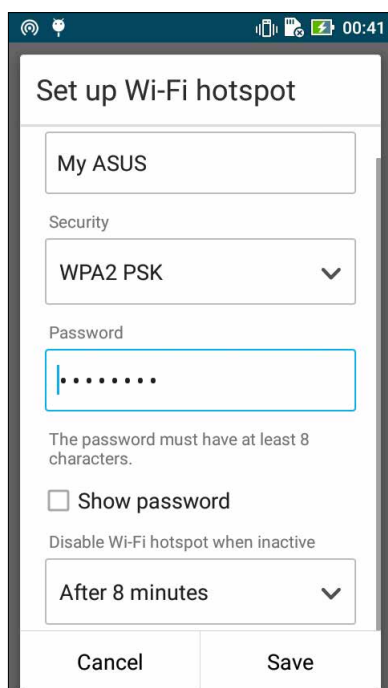 00:41
Set up Wi-Fi hotspot
My ASUS
Security
WPA2 PSK
Password
••••••••
The password must have at least 8
characters.
Show password
Disable Wi-Fi hotspot when inactive
After 8 minutes
Cancel Save